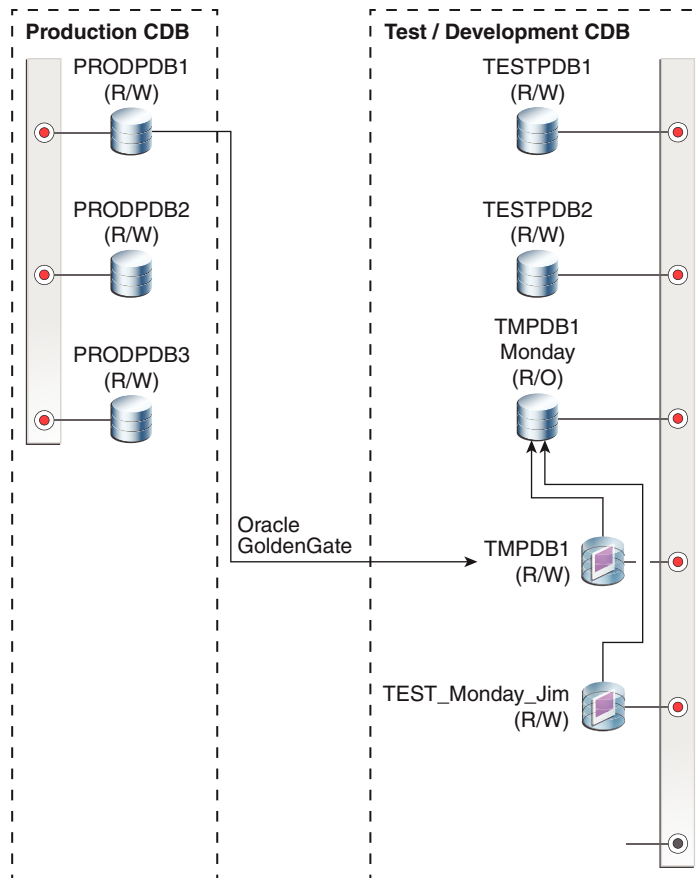 Production CDB
PRODPDB1
(R/W)
PRODPDB2
(R/W)
PRODPDB3
(R/W)
Oracle
GoldenGate
Test / Development CDB
TESTPDB1
(R/W)
TESTPDB2
(R/W)
TMPDB1
Monday
(R/O)
TMPDB1
(R/W)
TEST_Monday_Jim
(R/W)